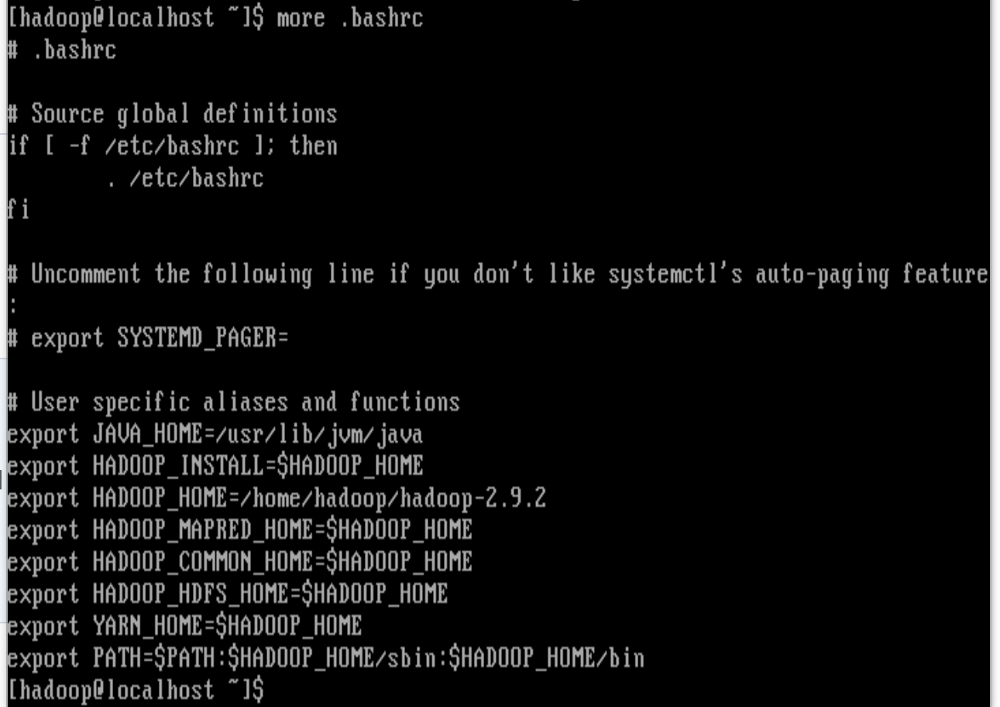 [hadoop@localhost ~]$ more .bashrc
# .bashrc
# Source global definitions
if [ -f /etc/bashrc ]; then
        . /etc/bashrc
fi
# Uncomment the following line if you don't like systemctl's auto-paging feature
:
# export SYSTEMD_PAGER=
# User specific aliases and functions
export JAVA_HOME=/usr/lib/jvm/java
export HADOOP_INSTALL=$HADOOP_HOME
export HADOOP_HOME=/home/hadoop/hadoop-2.9.2
export HADOOP_MAPRED_HOME=$HADOOP_HOME
export HADOOP_COMMON_HOME=$HADOOP_HOME
export HADOOP_HDFS_HOME=$HADOOP_HOME
export YARN_HOME=$HADOOP_HOME
export PATH=$PATH:$HADOOP_HOME/sbin:$HADOOP_HOME/bin
[hadoop@localhost ~]$